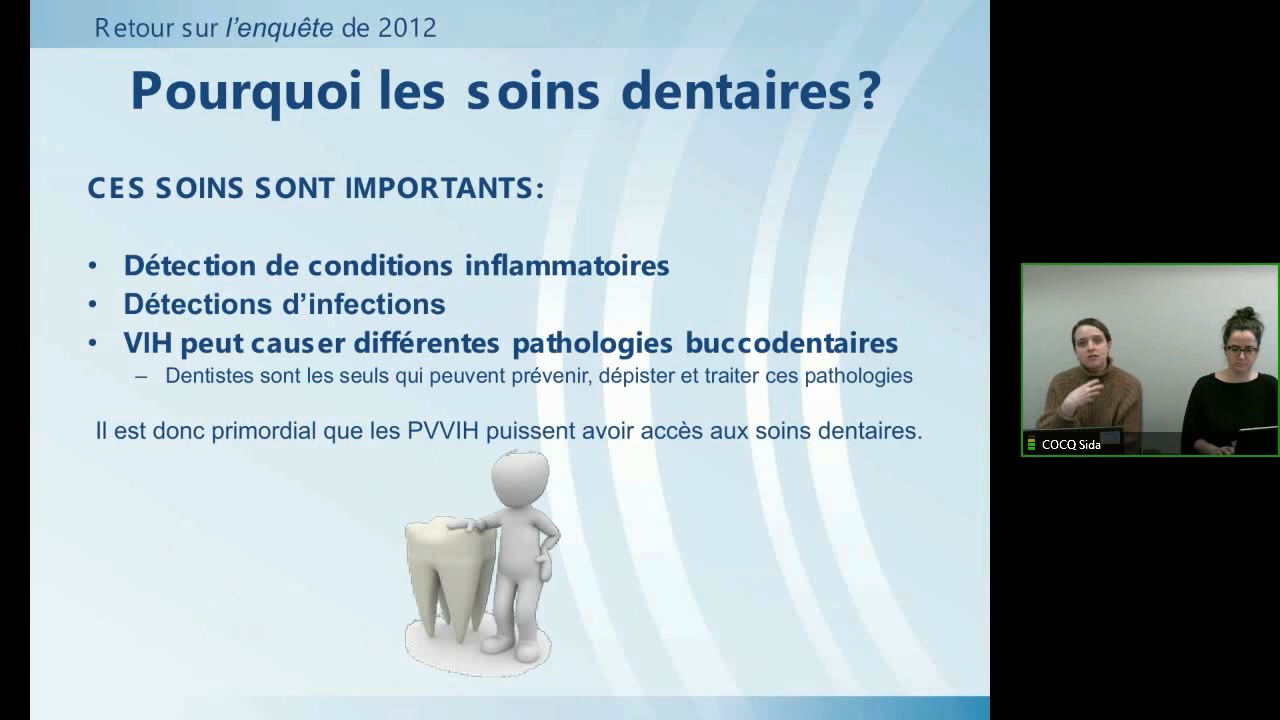 Retour sur l'enquête de 2012
Pourquoi les soins dentaires?
CES SOINS SONT IMPORTANTS:
• Détection de conditions inflammatoires
• Détections d'infections
• VIH peut causer différentes pathologies buccodentaires
– Dentistes sont les seuls qui peuvent prévenir, dépister et traiter ces pathologies
Il est donc primordial que les PVVIH puissent avoir accès aux soins dentaires.
COCQ Sida